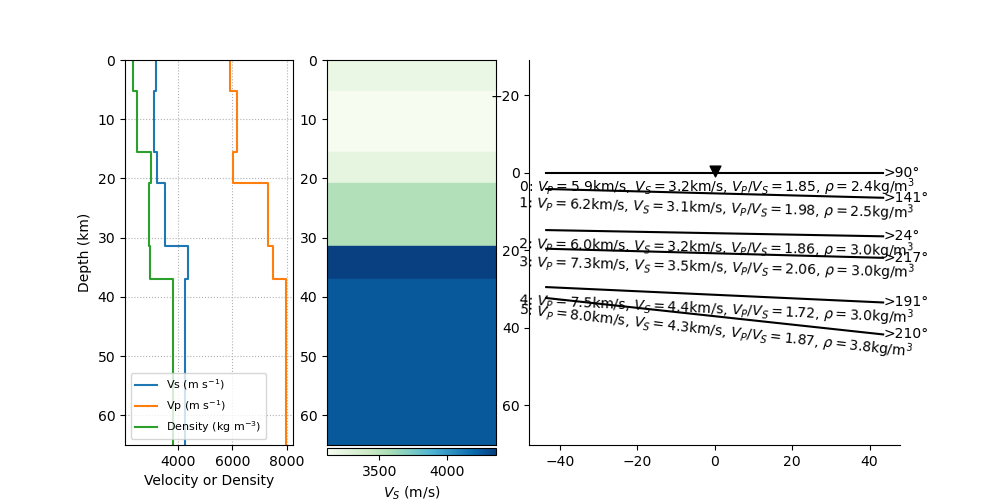 0
10
20
30
40
50
60
Depth (km)
4000 6000 8000
Velocity or Density
Vs (m s⁻¹)
Vp (m s⁻¹)
Density (kg m⁻³)
0
10
20
30
40
50
60
3500 4000
V_S (m/s)
−20
0
20
40
60
−40 −20 0 20 40
>90°
0: V_P = 5.9km/s, V_S = 3.2km/s, V_P/V_S = 1.85, ρ = 2.4kg/m³
>141°
1: V_P = 6.2km/s, V_S = 3.1km/s, V_P/V_S = 1.98, ρ = 2.5kg/m³
>24°
2: V_P = 6.0km/s, V_S = 3.2km/s, V_P/V_S = 1.86, ρ = 3.0kg/m³
>217°
3: V_P = 7.3km/s, V_S = 3.5km/s, V_P/V_S = 2.06, ρ = 3.0kg/m³
>191°
4: V_P = 7.5km/s, V_S = 4.4km/s, V_P/V_S = 1.72, ρ = 3.0kg/m³
>210°
5: V_P = 8.0km/s, V_S = 4.3km/s, V_P/V_S = 1.87, ρ = 3.8kg/m³